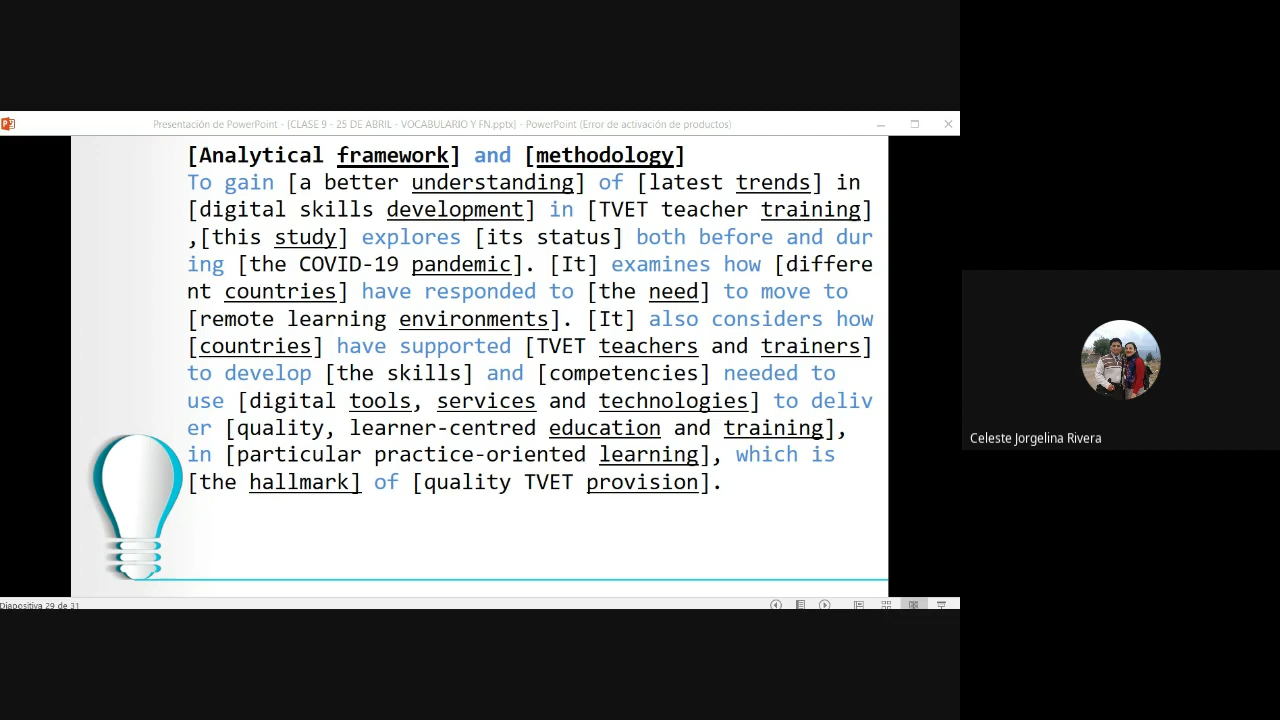 Presentación de PowerPoint - [CLASE 9 - 25 DE ABRIL - VOCABULARIO Y FN.pptx] - PowerPoint (Error de activación de productos)
[Analytical framework] and [methodology]
To gain [a better understanding] of [latest trends] in
[digital skills development] in [TVET teacher training]
,[this study] explores [its status] both before and dur
ing [the COVID-19 pandemic]. [It] examines how [differe
nt countries] have responded to [the need] to move to
[remote learning environments]. [It] also considers how
[countries] have supported [TVET teachers and trainers]
to develop [the skills] and [competencies] needed to
use [digital tools, services and technologies] to deliv
er [quality, learner-centred education and training],
in [particular practice-oriented learning], which is
[the hallmark] of [quality TVET provision].
Diapositiva 29 de 31
Celeste Jorgelina Rivera